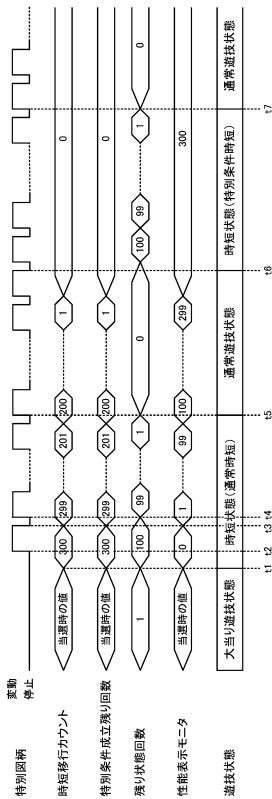 特別図柄 変動
停止
時短移行カウント 当選時の値 300 299 201 200 1 0
特別条件成立残り回数 当選時の値 300 299 201 200 1 0
残り状態回数 1 100 99 1 0 100 99 1 0
性能表示モニタ 当選時の値 0 1 99 100 299 300
遊技状態 大当り遊技状態 時短状態(通常時短) 通常遊技状態 時短状態(特別条件時短) 通常遊技状態
t1 t2 t3 t4 t5 t6 t7